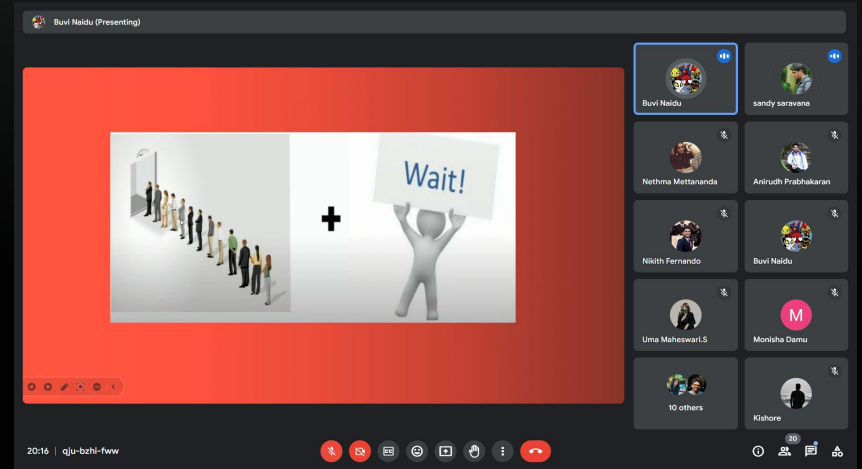 Buvi Naidu (Presenting)
Wait!
+
Buvi Naidu
sandy saravana
Nethma Mettananda
Anirudh Prabhakaran
Nikith Fernando
Buvi Naidu
Uma Maheswari.S
M
Monisha Damu
10 others
Kishore
20:16 | qju-bzhi-fww
CC
20